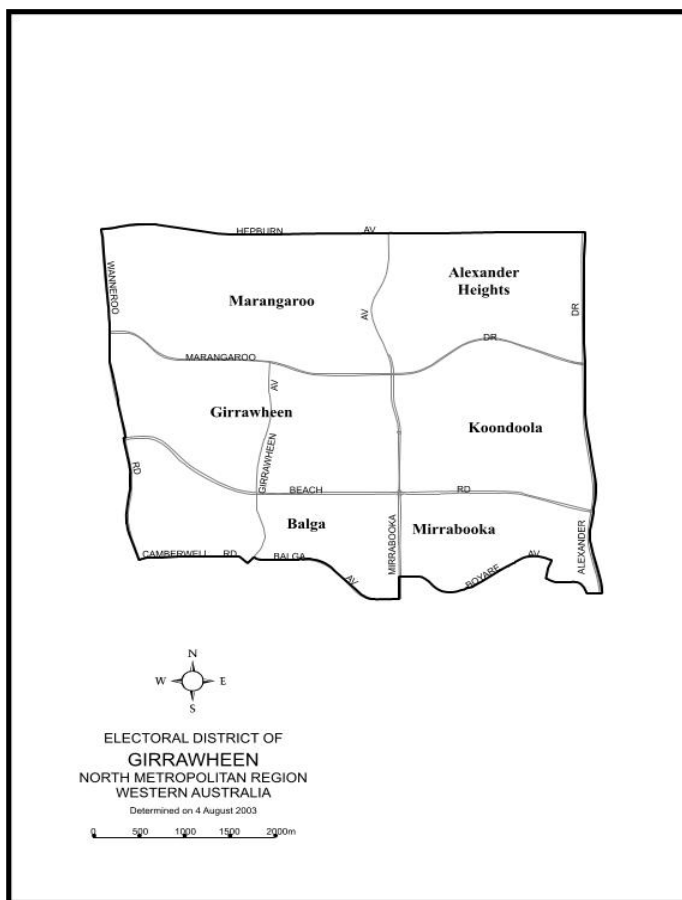 HEPBURN AV
WANNEROO
Alexander
Heights
Marangaroo
AV
DR
DR
MARANGAROO
AV
Girrawheen
Koondoola
GIRRAWHEEN
RD
BEACH
RD
Balga
Mirrabooka
MIRRABOOKA
ALEXANDER
CAMBERWELL RD
BALGA
AV
AV
BOYARE
N
W E
S
ELECTORAL DISTRICT OF
GIRRAWHEEN
NORTH METROPOLITAN REGION
WESTERN AUSTRALIA
Determined on 4 August 2003
0 500 1000 1500 2000m